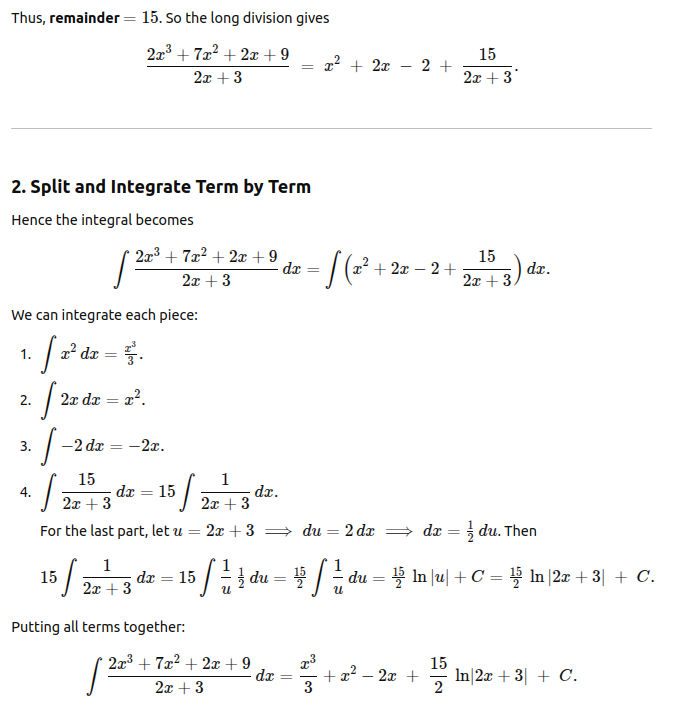 Thus, remainder = 15. So the long division gives
\frac{2x^3 + 7x^2 + 2x + 9}{2x + 3} = x^2 + 2x - 2 + \frac{15}{2x + 3}.
2. Split and Integrate Term by Term
Hence the integral becomes
\int \frac{2x^3 + 7x^2 + 2x + 9}{2x + 3} dx = \int \left( x^2 + 2x - 2 + \frac{15}{2x + 3} \right) dx.
We can integrate each piece:
1. \int x^2 dx = \frac{x^3}{3}.
2. \int 2x dx = x^2.
3. \int -2 dx = -2x.
4. \int \frac{15}{2x + 3} dx = 15 \int \frac{1}{2x + 3} dx.
For the last part, let u = 2x + 3 \implies du = 2 dx \implies dx = \frac{1}{2} du. Then
15 \int \frac{1}{2x + 3} dx = 15 \int \frac{1}{u} \frac{1}{2} du = \frac{15}{2} \int \frac{1}{u} du = \frac{15}{2} \ln |u| + C = \frac{15}{2} \ln |2x + 3| + C.
Putting all terms together:
\int \frac{2x^3 + 7x^2 + 2x + 9}{2x + 3} dx = \frac{x^3}{3} + x^2 - 2x + \frac{15}{2} \ln|2x + 3| + C.